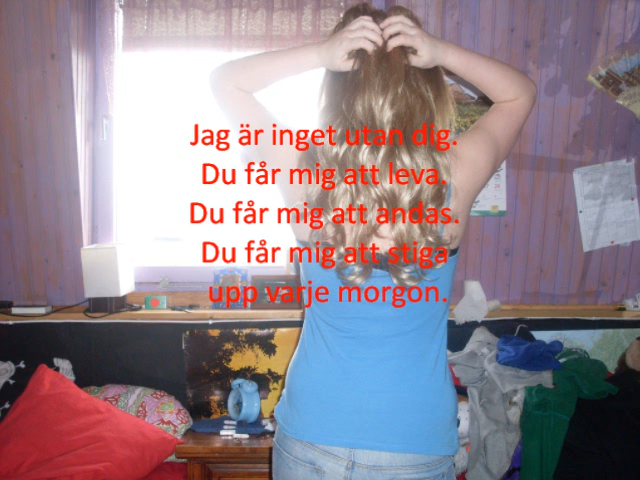 Jag är inget utan dig.
Du får mig att leva.
Du får mig att andas.
Du får mig att stiga
upp varje morgon.